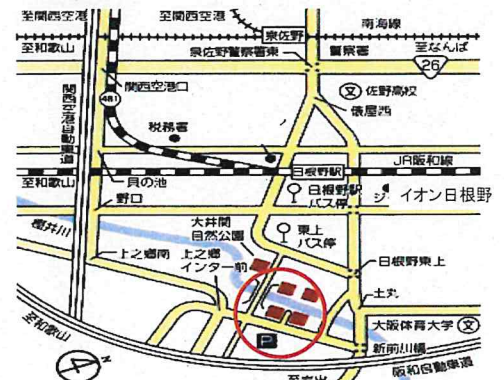 至関西空港
至関西空港
泉佐野
南海線
至和歌山
泉佐野警察署東
警察署
至なんば
26
関西空港口
文 佐野高校
俵屋西
481
関西空港自動車道
税務署
日根野駅
JR阪和線
至和歌山
貝の池
日根野駅
バス停
イオン日根野
野口
大井関
自然公園
東上
バス停
樫井川
上之郷南
上之郷
インター前
日根野東上
土丸
P
大阪体育大学 文
至和歌山
新前川橋
阪和自動車道
N